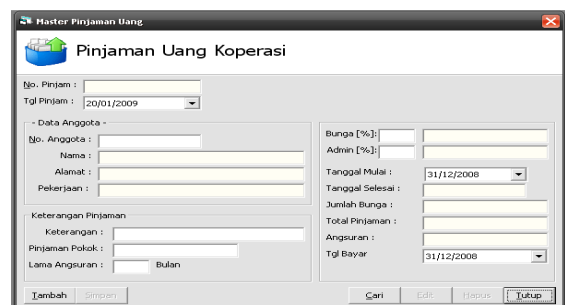 Master Pinjaman Uang
Pinjaman Uang Koperasi
No. Pinjam :
Tgl Pinjam : 20/01/2009
- Data Anggota -
No. Anggota :
Nama :
Alamat :
Pekerjaan :
Keterangan Pinjaman
Keterangan :
Pinjaman Pokok :
Lama Angsuran : Bulan
Bunga [%]:
Admin [%]:
Tanggal Mulai : 31/12/2008
Tanggal Selesai :
Jumlah Bunga :
Total Pinjaman :
Angsuran :
Tgl Bayar 31/12/2008
Tambah Simpan Cari Edit Hapus Tutup